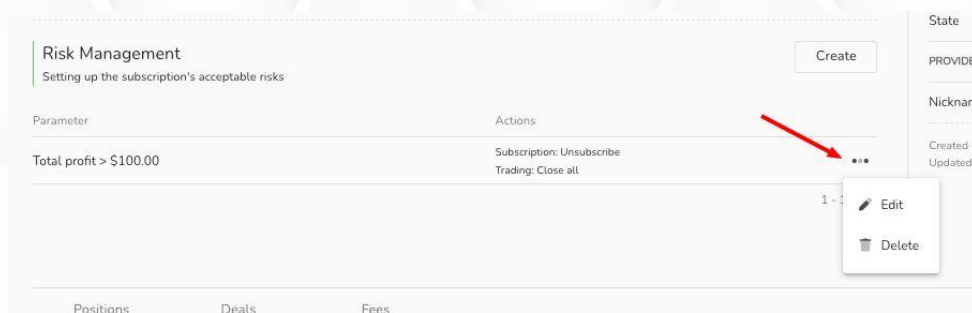 State
Risk Management
Create
Setting up the subscription's acceptable risks
Parameter
Actions
Total profit > $100.00
Subscription: Unsubscribe
Trading: Close all
Created
Updated
1 -
Edit
Delete
Positions
Deals
Fees